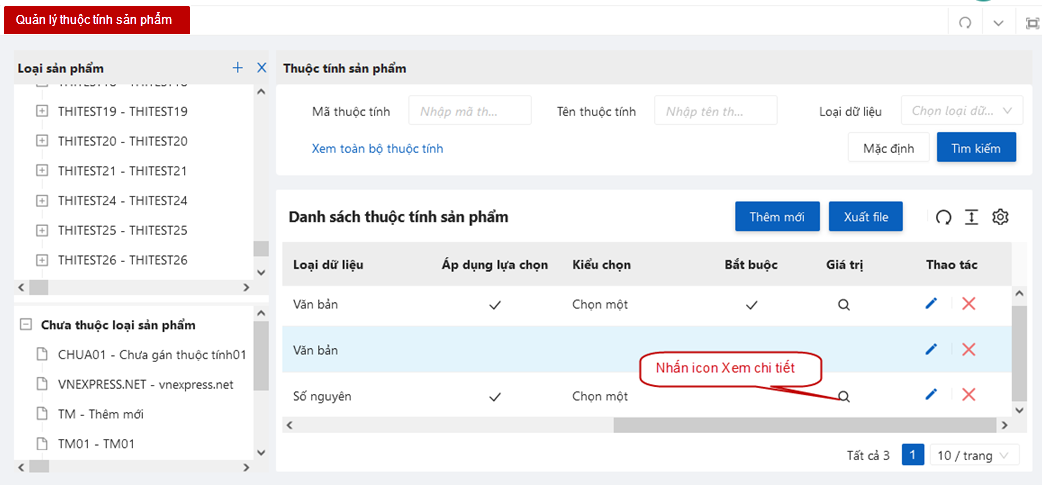 Quản lý thuộc tính sản phẩm
Loại sản phẩm
THITEST18 - THITEST18
THITEST19 - THITEST19
THITEST20 - THITEST20
THITEST21 - THITEST21
THITEST24 - THITEST24
THITEST25 - THITEST25
THITEST26 - THITEST26
Chưa thuộc loại sản phẩm
CHUA01 - Chưa gán thuộc tính01
VNEXPRESS.NET - vnexpress.net
TM - Thêm mới
TM01 - TM01
Thuộc tính sản phẩm
Mã thuộc tính Nhập mã th... Tên thuộc tính Nhập tên th... Loại dữ liệu Chọn loại dữ...
Xem toàn bộ thuộc tính Mặc định Tìm kiếm
Danh sách thuộc tính sản phẩm Thêm mới Xuất file
Loại dữ liệu Áp dụng lựa chọn Kiểu chọn Bắt buộc Giá trị Thao tác
Văn bản Chọn một
Văn bản
Nhấn icon Xem chi tiết
Số nguyên Chọn một
Tất cả 3 1 10 / trang